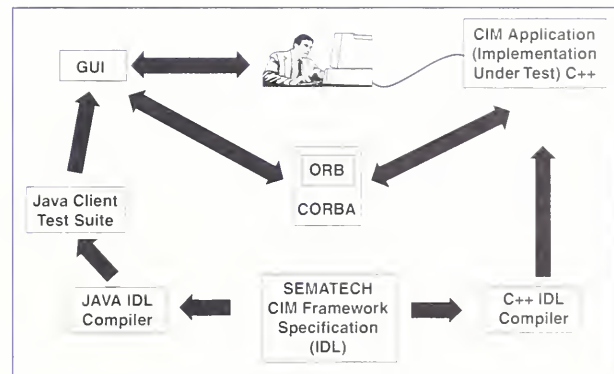 GUI
CIM Application
(Implementation
Under Test) C++
ORB
CORBA
Java Client
Test Suite
JAVA IDL
Compiler
SEMATECH
CIM Framework
Specification
(IDL)
C++ IDL
Compiler